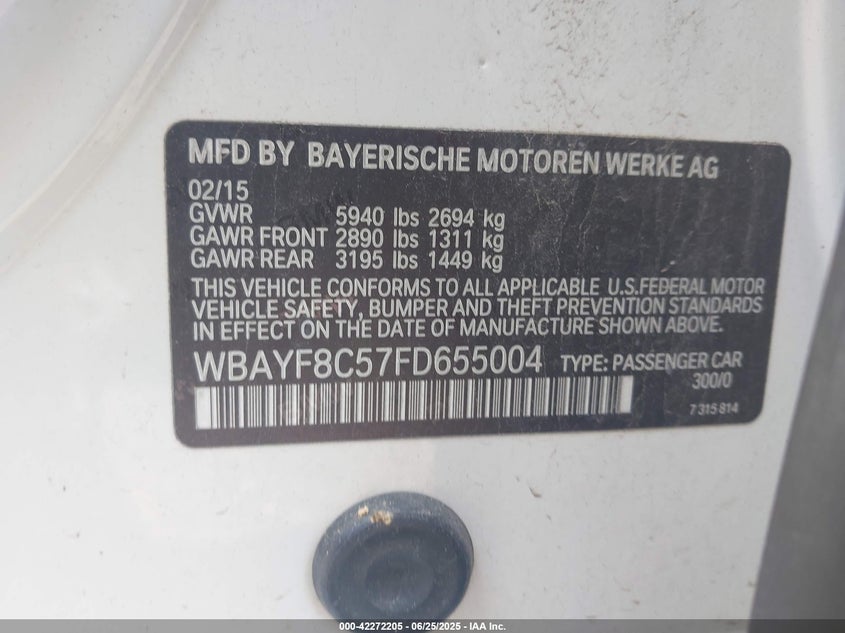 MFD BY BAYERISCHE MOTOREN WERKE AG
02/15
GVWR 5940 lbs 2694 kg
GAWR FRONT 2890 lbs 1311 kg
GAWR REAR 3195 lbs 1449 kg
THIS VEHICLE CONFORMS TO ALL APPLICABLE U.S.FEDERAL MOTOR
VEHICLE SAFETY, BUMPER AND THEFT PREVENTION STANDARDS
IN EFFECT ON THE DATE OF MANUFACTURE SHOWN ABOVE.
WBAYF8C57FD655004 TYPE: PASSENGER CAR
300/0
7 315 814
000-42272205 - 06/25/2025 - IAA Inc.